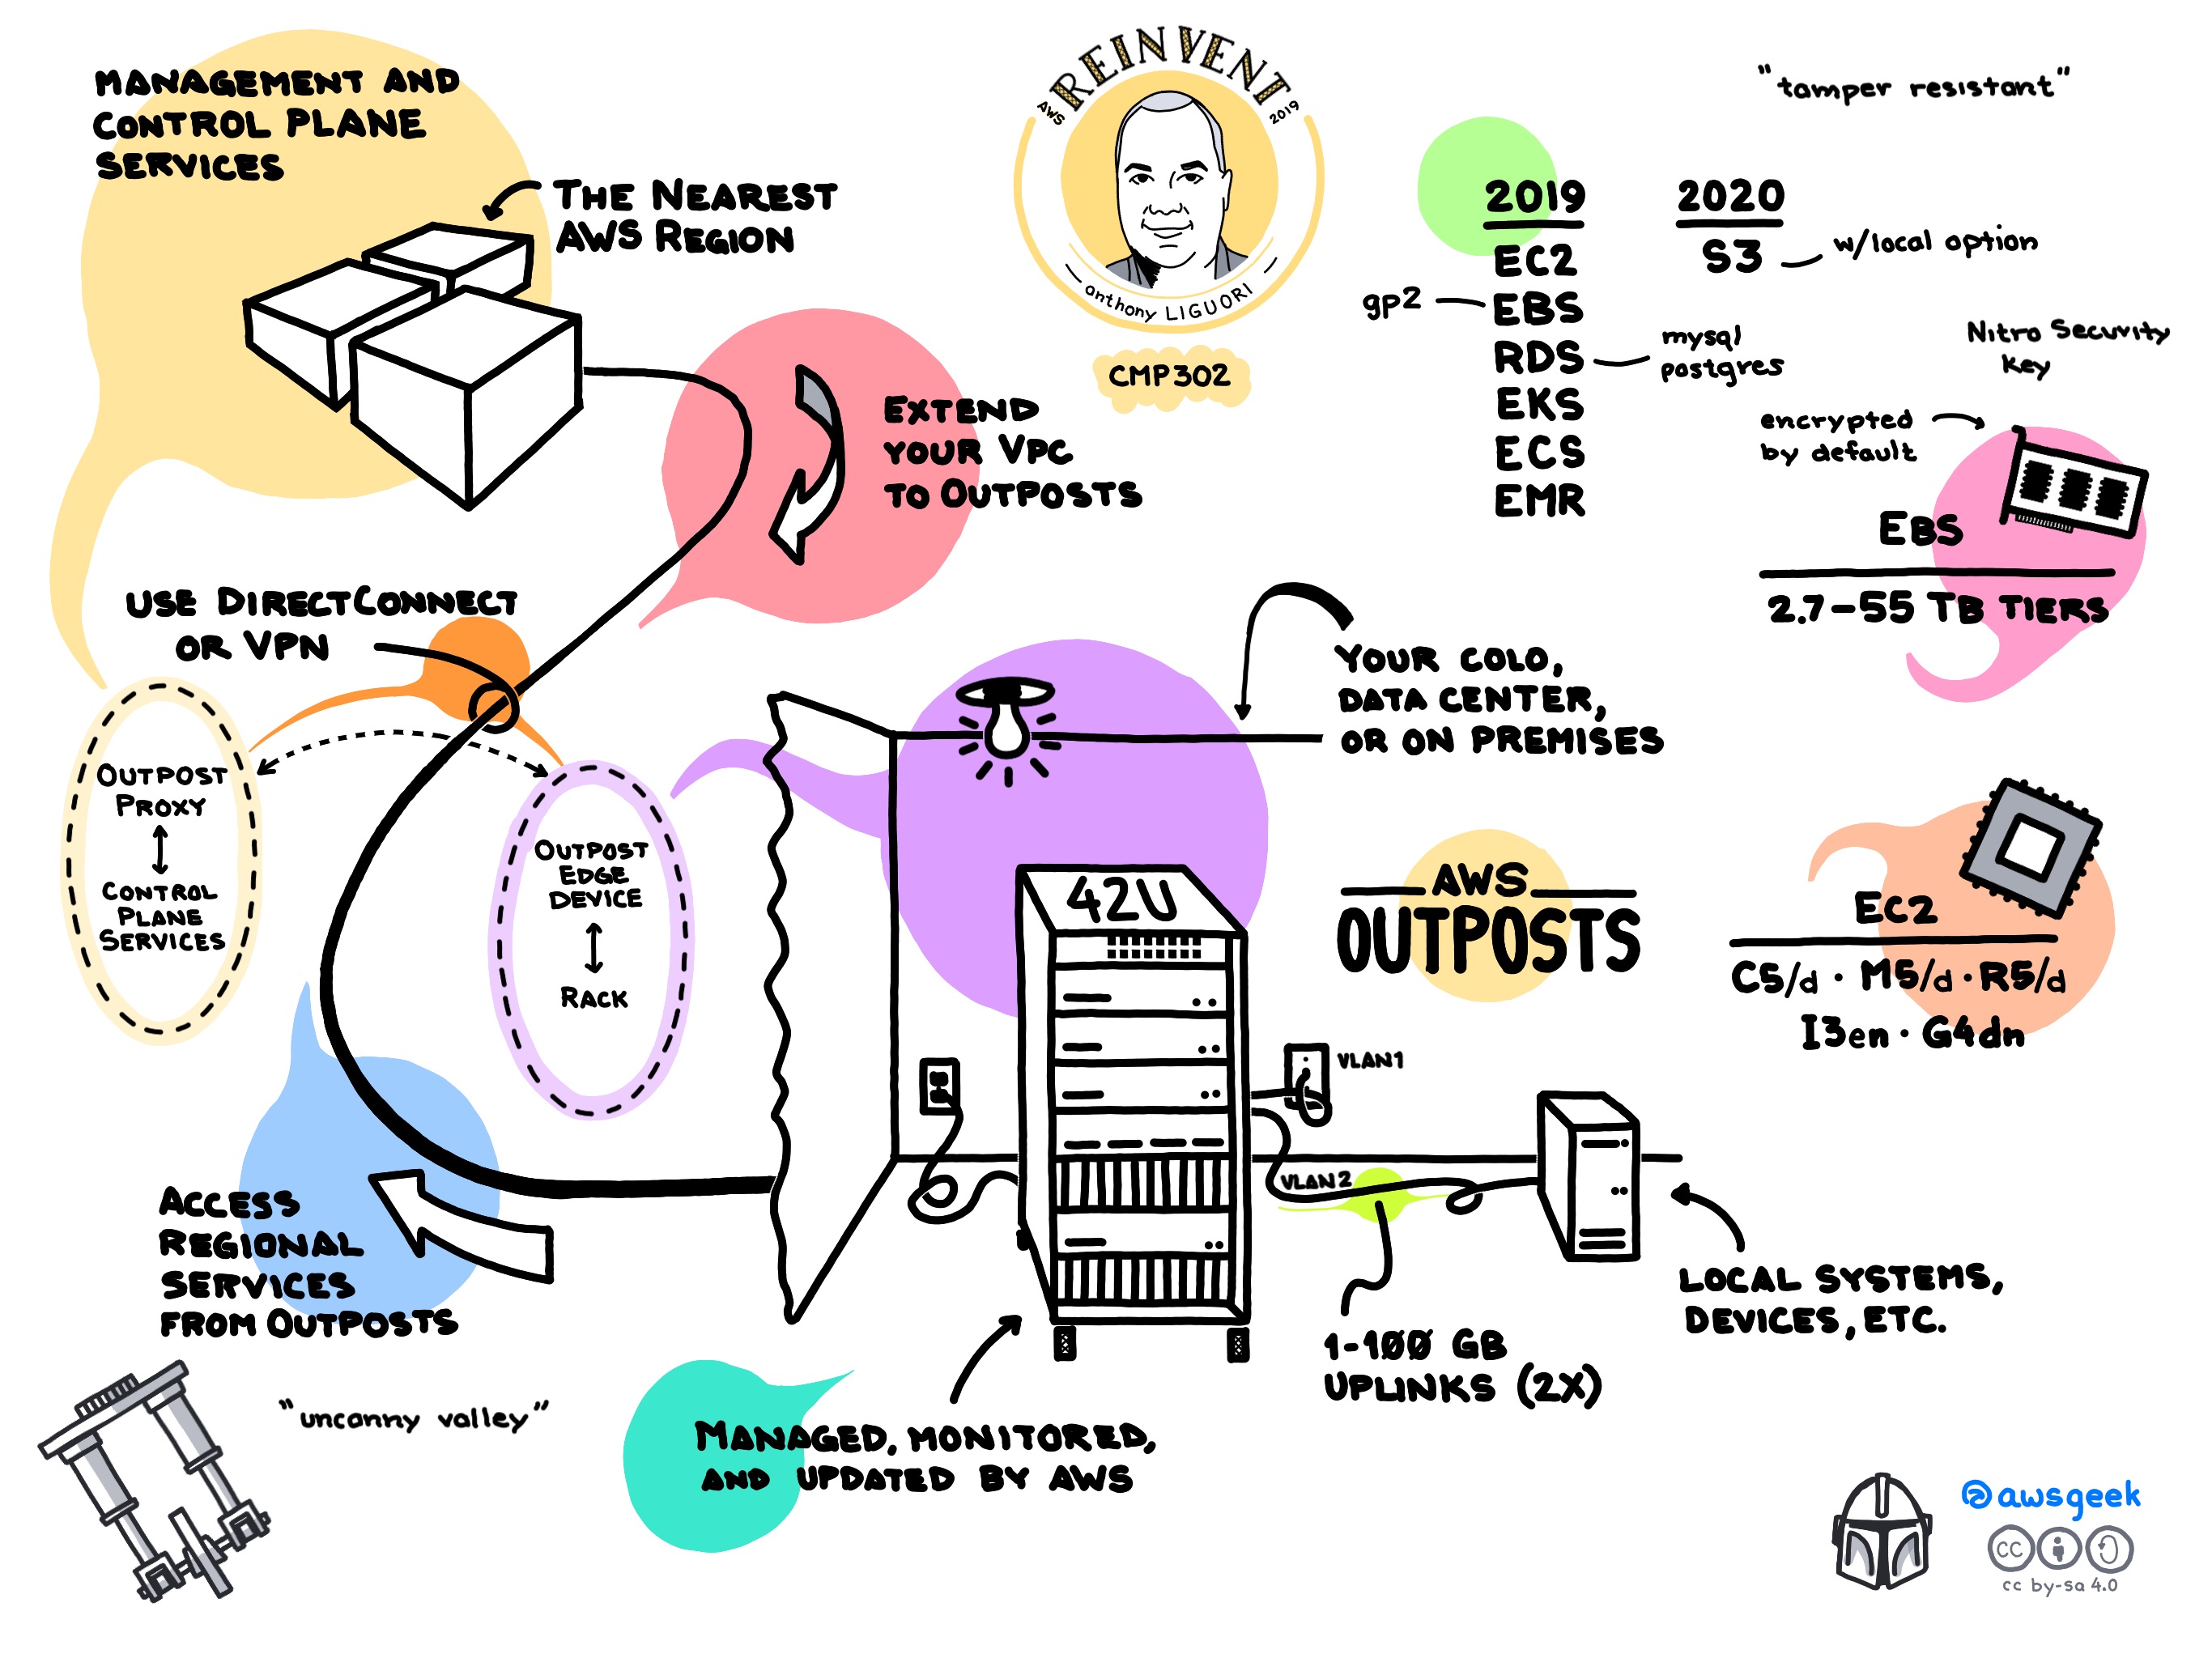 MANAGEMENT AND
CONTROL PLANE
SERVICES
THE NEAREST
AWS REGION
AWS REINVENT 2019
anthony LIGUORI
CMP302
"tamper resistant"
2019
EC2
gp2
EBS
RDS
mysql
postgres
EKS
ECS
EMR
2020
S3
w/local option
Nitro Security
Key
encrypted
by default
EBS
2.7-55 TB TIERS
EXTEND
YOUR VPC
TO OUTPOSTS
USE DIRECTCONNECT
OR VPN
OUTPOST
PROXY
CONTROL
PLANE
SERVICES
OUTPOST
EDGE
DEVICE
RACK
YOUR COLO,
DATA CENTER,
OR ON PREMISES
42U
AWS
OUTPOSTS
EC2
C5/d · M5/d · R5/d
I3en · G4dn
VLAN1
VLAN2
ACCESS
REGIONAL
SERVICES
FROM OUTPOSTS
LOCAL SYSTEMS,
DEVICES, ETC.
1-100 GB
UPLINKS (2X)
"uncanny valley"
MANAGED, MONITORED,
AND UPDATED BY AWS
@awsgeek
cc
cc by-sa 4.0